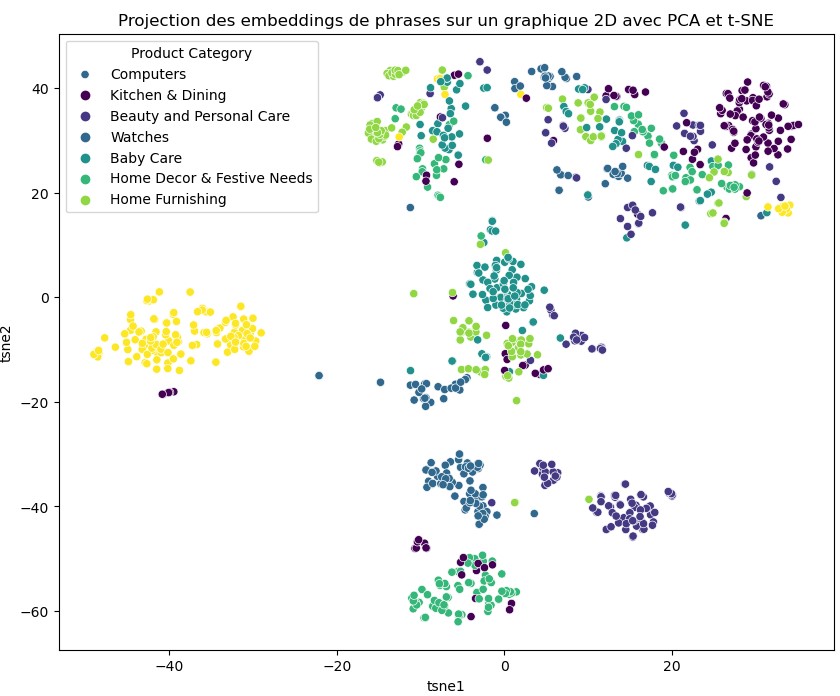 Projection des embeddings de phrases sur un graphique 2D avec PCA et t-SNE
Product Category
Computers
Kitchen & Dining
Beauty and Personal Care
Watches
Baby Care
Home Decor & Festive Needs
Home Furnishing
40
20
0
−20
−40
−60
tsne2
−40
−20
0
20
tsne1